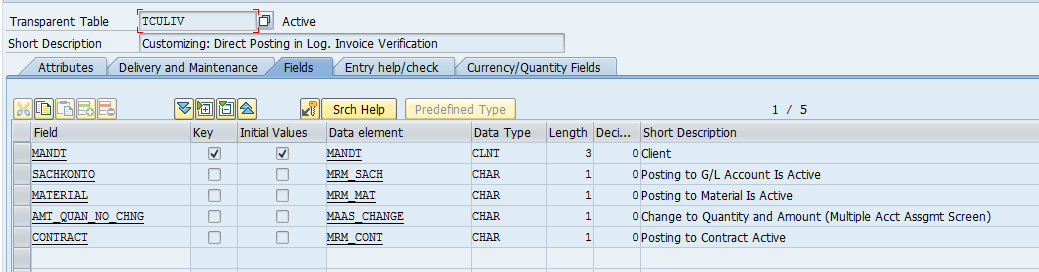 Transparent Table TCULIV Active
Short Description Customizing: Direct Posting in Log. Invoice Verification
Attributes Delivery and Maintenance Fields Entry help/check Currency/Quantity Fields
Srch Help Predefined Type 1 / 5
Field Key Initial Values Data element Data Type Length Deci... Short Description
MANDT MANDT CLNT 3 0 Client
SACHKONTO MRM_SACH CHAR 1 0 Posting to G/L Account Is Active
MATERIAL MRM_MAT CHAR 1 0 Posting to Material Is Active
AMT_QUAN_NO_CHNG MAAS_CHANGE CHAR 1 0 Change to Quantity and Amount (Multiple Acct Assgmt Screen)
CONTRACT MRM_CONT CHAR 1 0 Posting to Contract Active